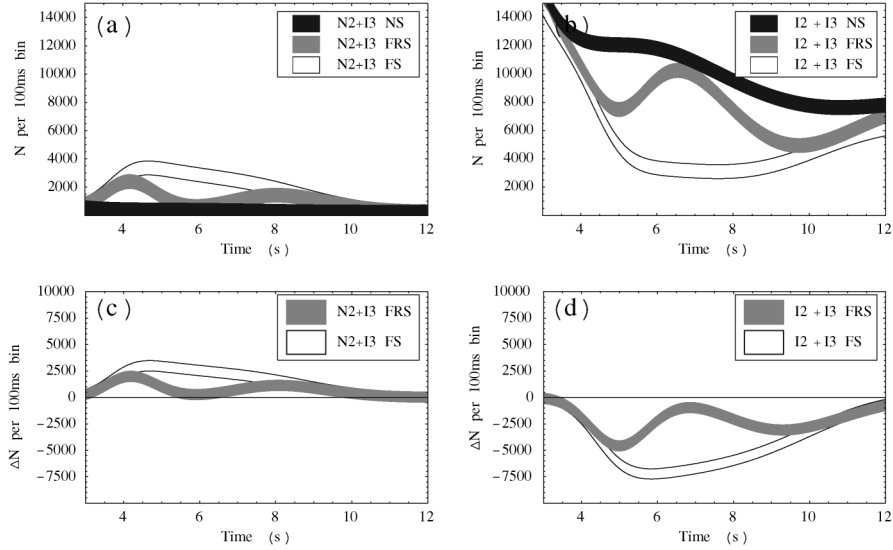 (a)
N2+I3 NS
N2+I3 FRS
N2+I3 FS
14000
12000
10000
8000
6000
4000
2000
N per 100ms bin
4 6 8 10 12
Time (s)
(b)
I2 +I3 NS
I2 +I3 FRS
I2 +I3 FS
14000
12000
10000
8000
6000
4000
2000
N per 100ms bin
4 6 8 10 12
Time (s)
(c)
N2+I3 FRS
N2+I3 FS
10000
7500
5000
2500
0
-2500
-5000
-7500
ΔN per 100ms bin
4 6 8 10 12
Time (s)
(d)
I2 +I3 FRS
I2 +I3 FS
10000
7500
5000
2500
0
-2500
-5000
-7500
ΔN per 100ms bin
4 6 8 10 12
Time (s)